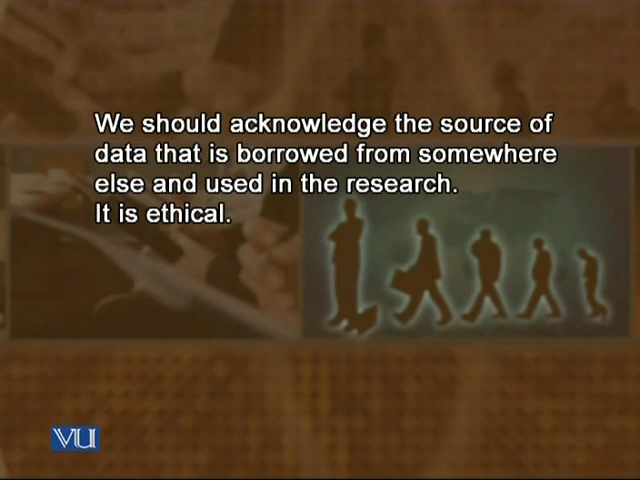 We should acknowledge the source of
data that is borrowed from somewhere
else and used in the research.
It is ethical.
VU